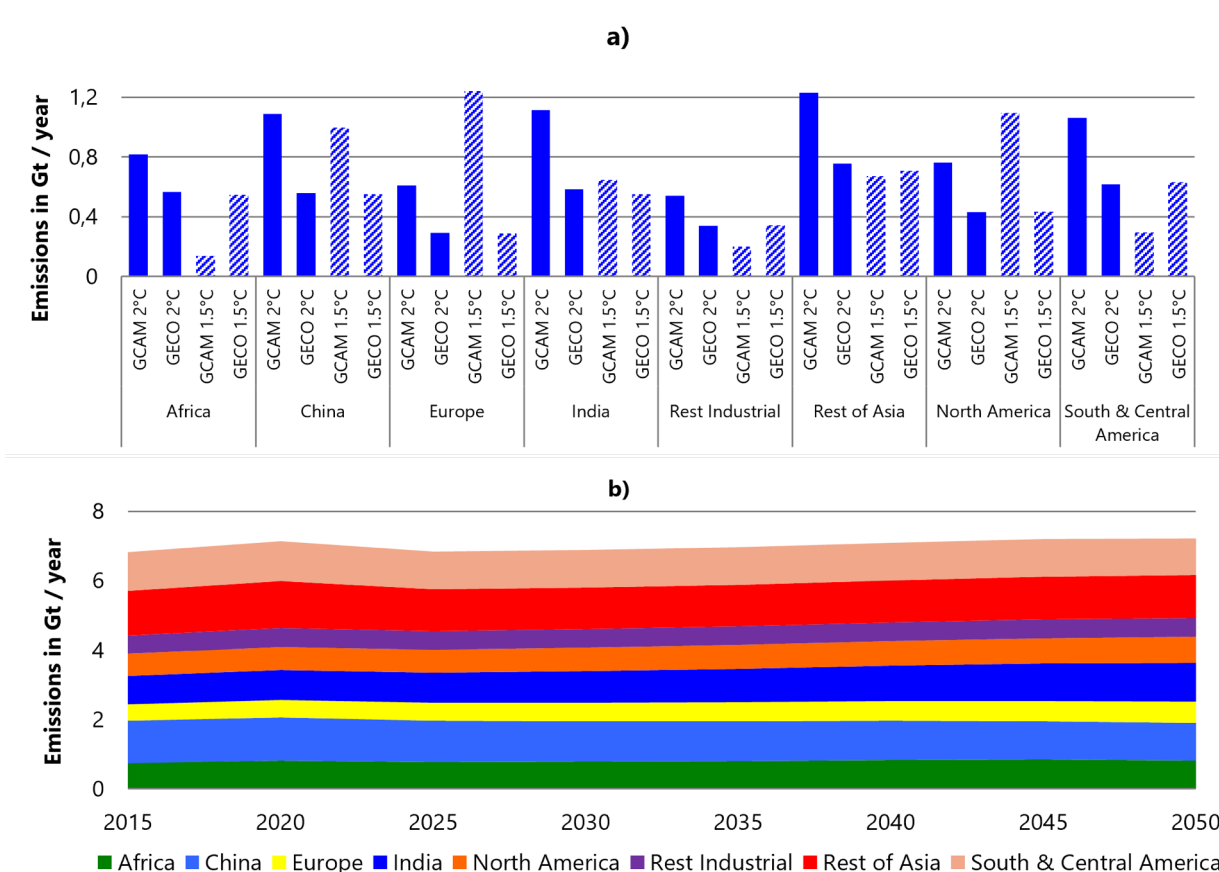 a)
Emissions in Gt / year
1,2
0,8
0,4
0
GCAM 2°C GECO 2°C GCAM 1.5°C GECO 1.5°C GCAM 2°C GECO 2°C GCAM 1.5°C GECO 1.5°C GCAM 2°C GECO 2°C GCAM 1.5°C GECO 1.5°C GCAM 2°C GECO 2°C GCAM 1.5°C GECO 1.5°C GCAM 2°C GECO 2°C GCAM 1.5°C GECO 1.5°C GCAM 2°C GECO 2°C GCAM 1.5°C GECO 1.5°C GCAM 2°C GECO 2°C GCAM 1.5°C GECO 1.5°C GCAM 2°C GECO 2°C GCAM 1.5°C GECO 1.5°C
Africa China Europe India Rest Industrial Rest of Asia North America South & Central
America
b)
Emissions in Gt / year
8
6
4
2
0
2015 2020 2025 2030 2035 2040 2045 2050
Africa China Europe India North America Rest Industrial Rest of Asia South & Central America